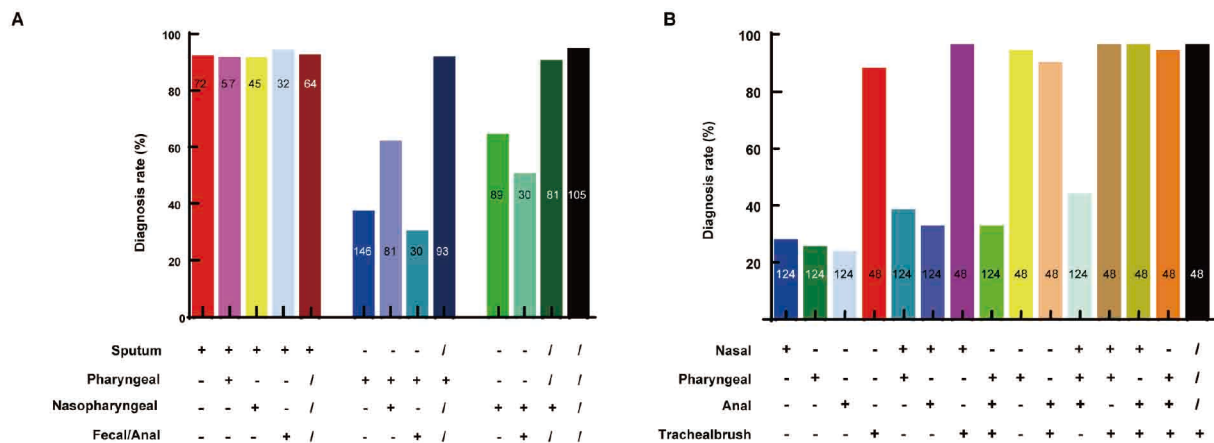 A
Diagnosis rate (%)
100
80
60
40
20
0
72 57 45 32 64 146 81 30 93 89 30 81 105
Sputum + + + + + - - - / - - / /
Pharyngeal - + - - / + + + + - - / /
Nasopharyngeal - - + - / - + - / + + + /
Fecal/Anal - - - + / - - + / - + / /
B
Diagnosis rate (%)
100
80
60
40
20
124 124 124 48 124 124 48 124 48 48 124 48 48 48 48
Nasal + - - - + + + - - - + + + - /
Pharyngeal - + - - + - - + + - + + - + /
Anal - - + - - + - + - + + - + + /
Trachealbrush - - - + - - + + - + - + + + +